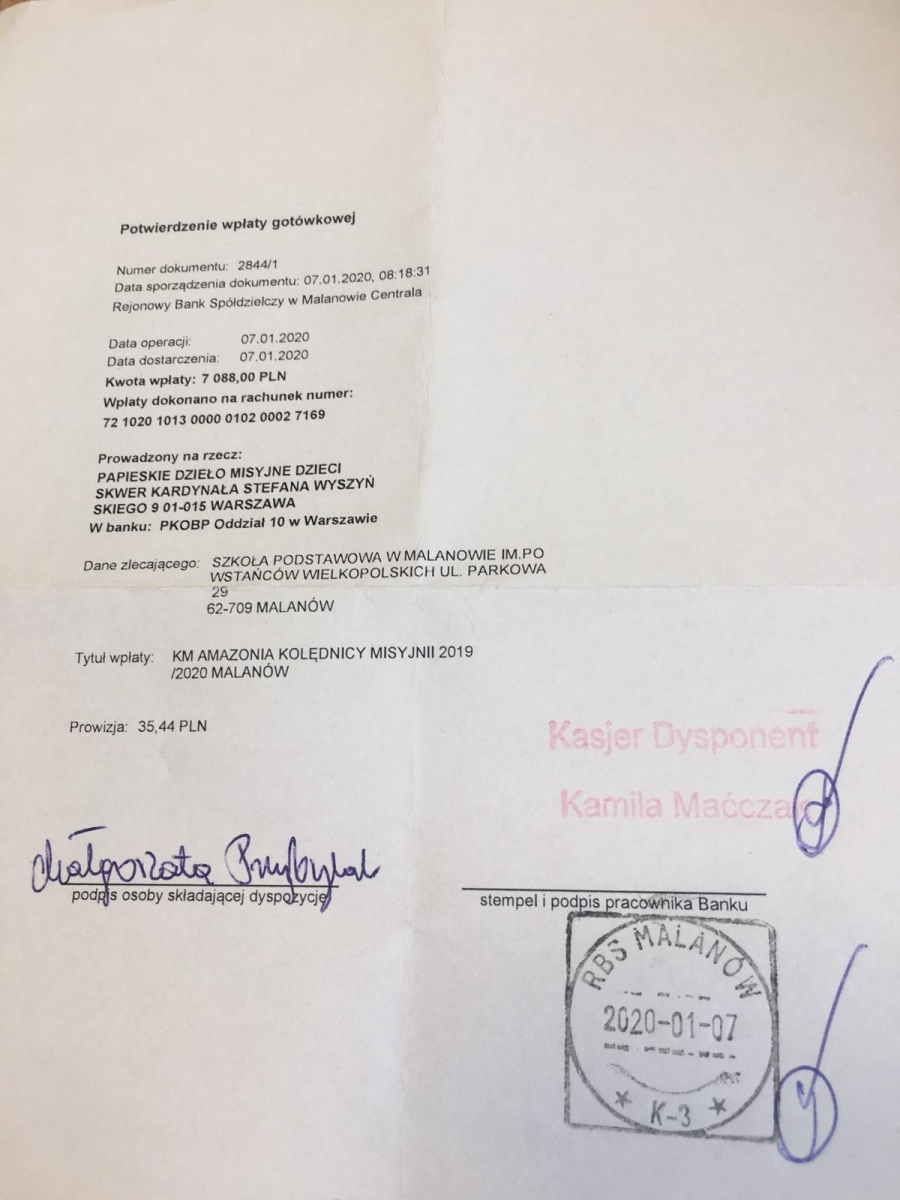 Potwierdzenie wpłaty gotówkowej
Numer dokumentu: 2844/1
Data sporządzenia dokumentu: 07.01.2020, 08:18:31
Rejonowy Bank Spółdzielczy w Malanowie Centrala
Data operacji: 07.01.2020
Data dostarczenia: 07.01.2020
Kwota wpłaty: 7 088,00 PLN
Wpłaty dokonano na rachunek numer:
72 1020 1013 0000 0102 0002 7169
Prowadzony na rzecz:
PAPIESKIE DZIEŁO MISYJNE DZIECI
SKWER KARDYNAŁA STEFANA WYSZYŃ
SKIEGO 9 01-015 WARSZAWA
W banku: PKOBP Oddział 10 w Warszawie
Dane zlecającego: SZKOŁA PODSTAWOWA W MALANOWIE IM.PO
WSTAŃCÓW WIELKOPOLSKICH UL. PARKOWA
29
62-709 MALANÓW
Tytuł wpłaty: KM AMAZONIA KOLĘDNICY MISYJNII 2019
/2020 MALANÓW
Prowizja: 35,44 PLN
Kasjer Dysponent
Kamila Maćczak
Małgorzata Przybylak
podpis osoby składającej dyspozycję
stempel i podpis pracownika Banku
RBS MALANÓW
2020-01-07
K-3